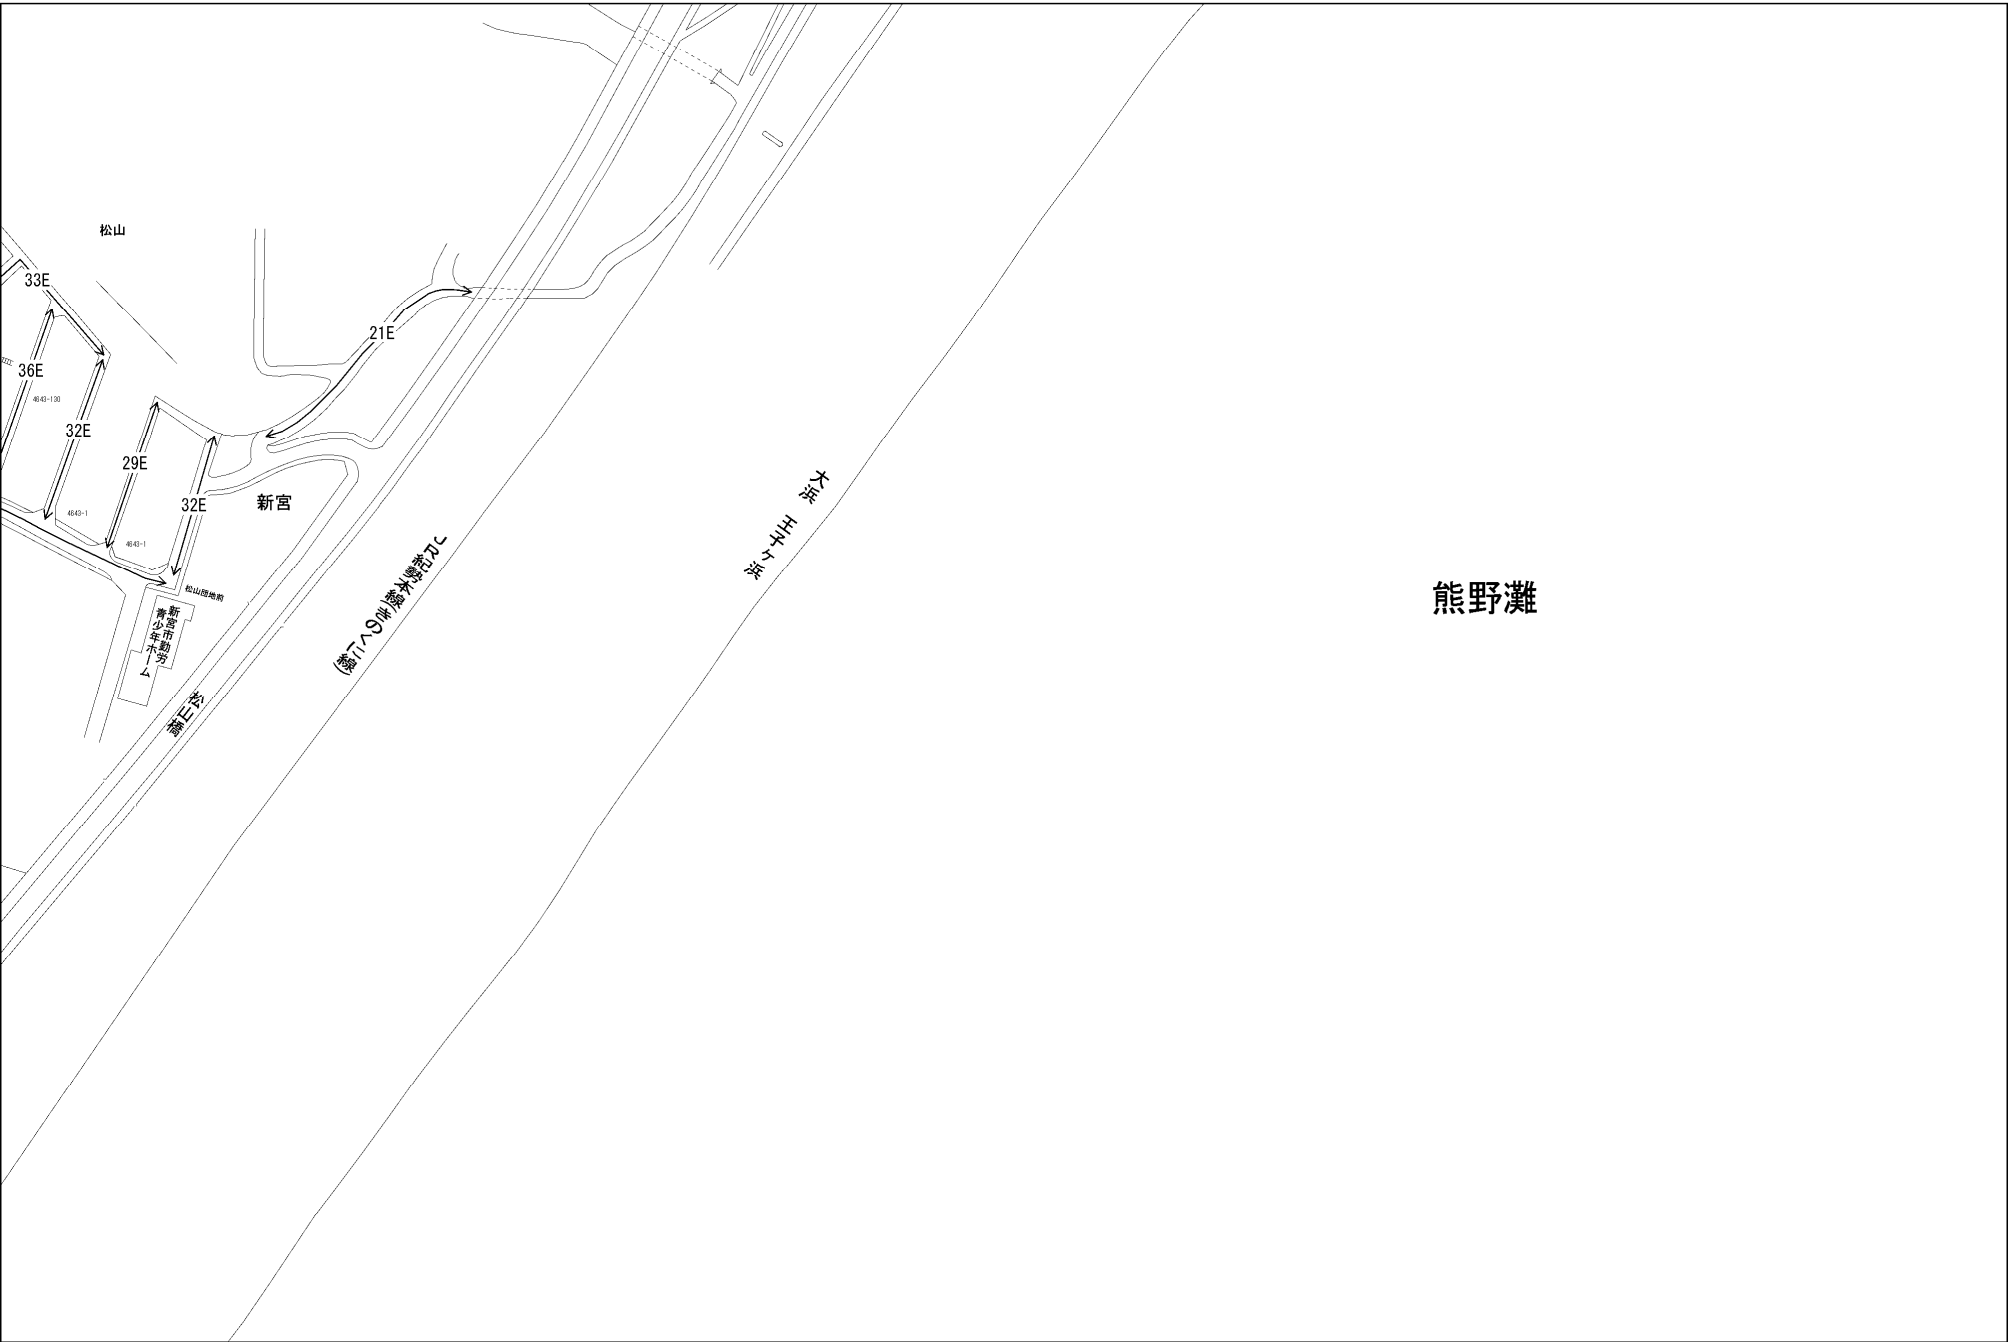 松山
33E
21E
36E
4643-130
32E
29E
32E
新宮
4643-1
4643-1
松山団地前
新宮市勤労
青少年ホーム
松山橋
JR紀勢本線(きのくに線)
大浜 王子ヶ浜
熊野灘